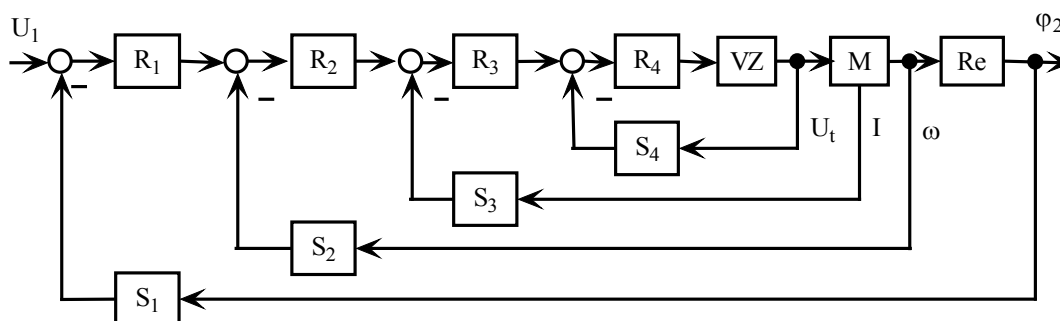 U₁ φ₂
R₁ R₂ R₃ R₄ VZ M Re
S₄ Uₜ I ω
S₃
S₂
S₁